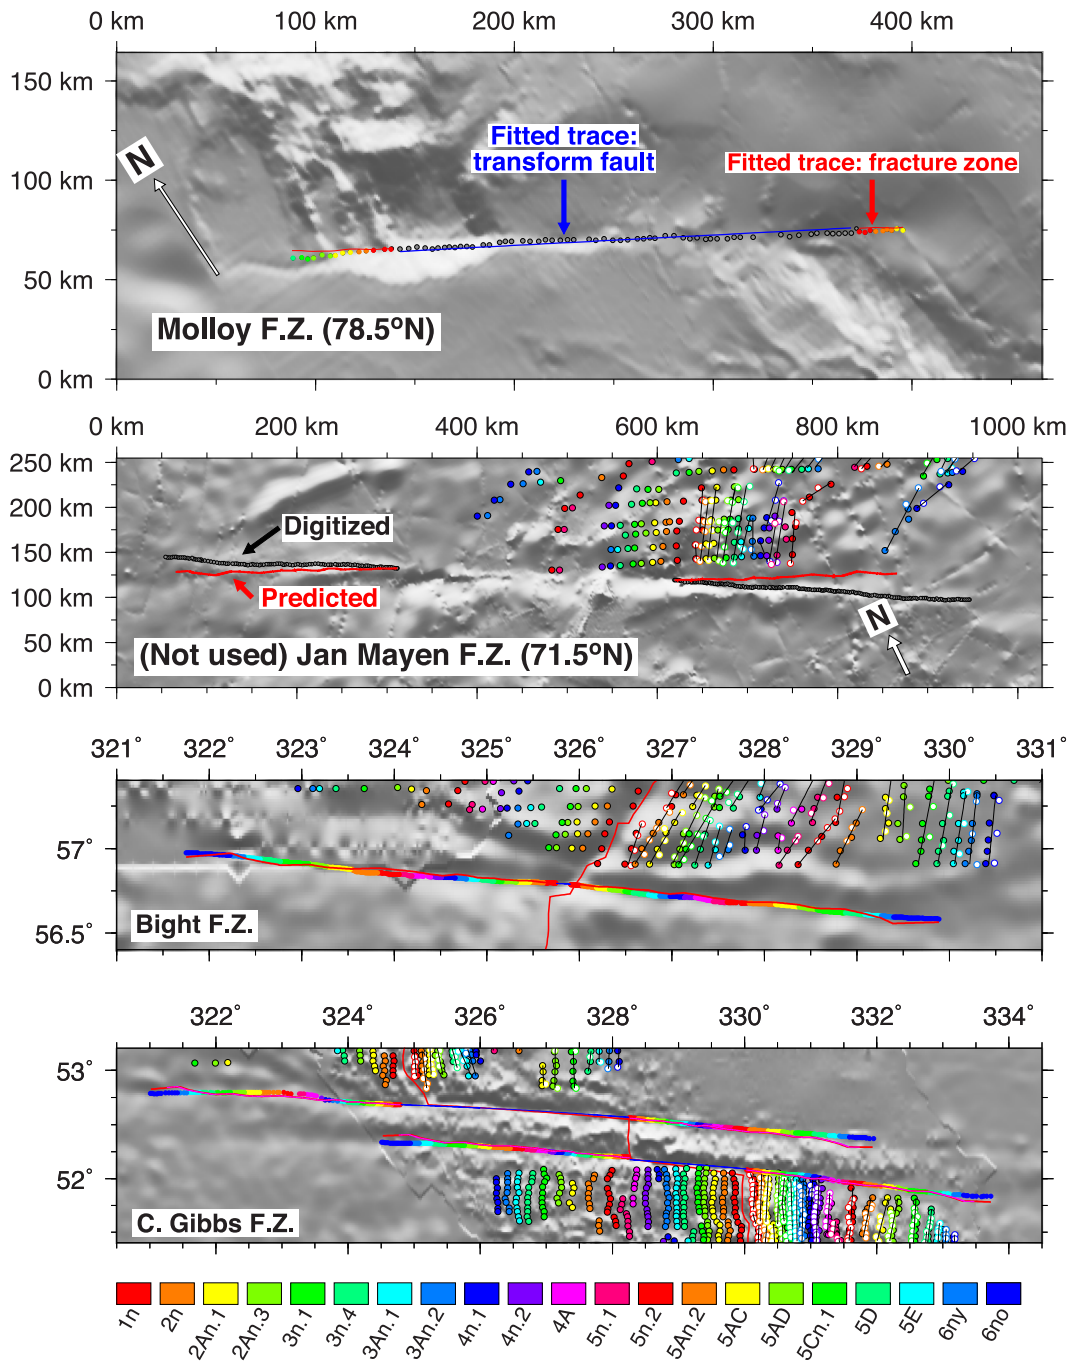 0 km 100 km 200 km 300 km 400 km
150 km
100 km
50 km
0 km
N
Fitted trace:
transform fault
Fitted trace: fracture zone
Molloy F.Z. (78.5°N)
0 km 200 km 400 km 600 km 800 km 1000 km
250 km
200 km
150 km
100 km
50 km
0 km
Digitized
Predicted
N
(Not used) Jan Mayen F.Z. (71.5°N)
321° 322° 323° 324° 325° 326° 327° 328° 329° 330° 331°
57°
56.5°
Bight F.Z.
322° 324° 326° 328° 330° 332° 334°
53°
52°
C. Gibbs F.Z.
1n 2n 2An.1 2An.3 3n.1 3n.4 3An.1 3An.2 4n.1 4n.2 4A 5n.1 5n.2 5An.2 5AC 5AD 5Cn.1 5D 5E 6ny 6no